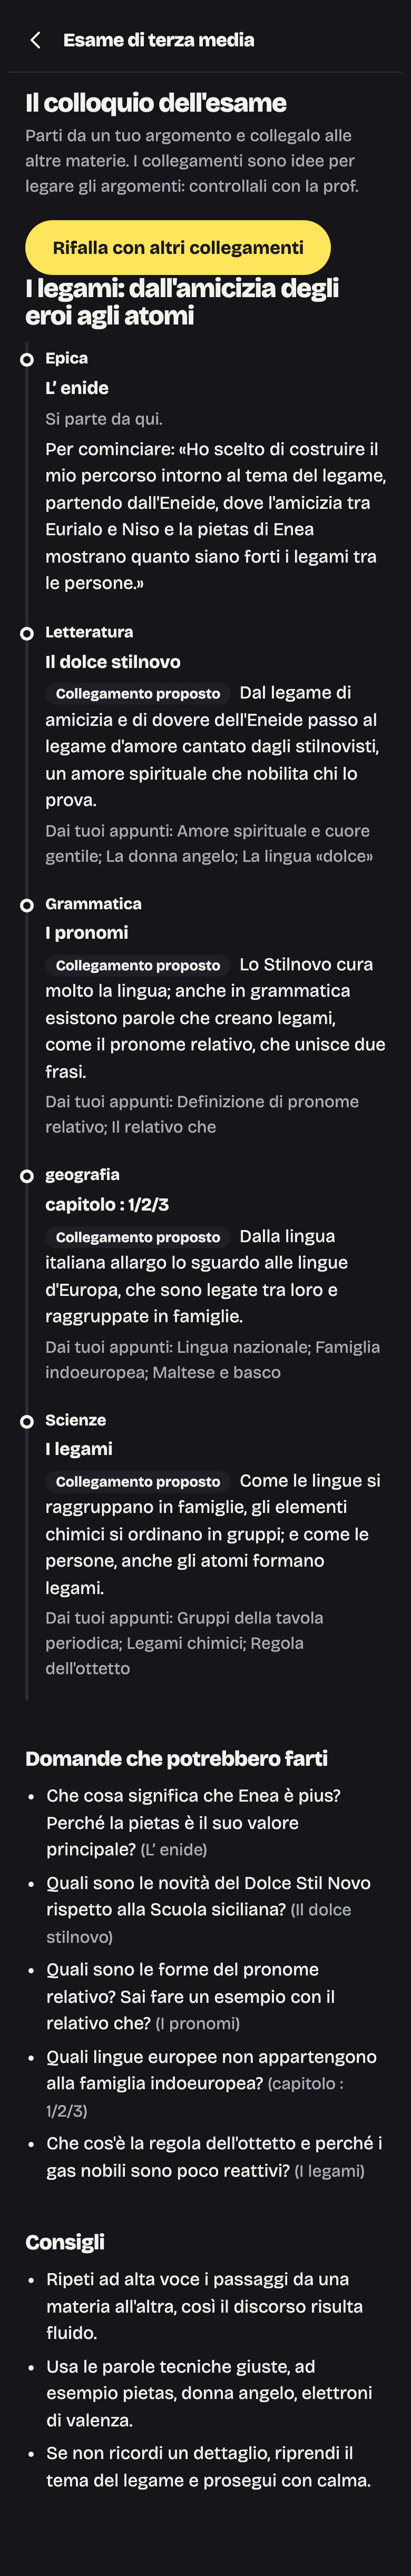 Esame di terza media
Il colloquio dell'esame
Parti da un tuo argomento e collegalo alle
altre materie. I collegamenti sono idee per
legare gli argomenti: controllali con la prof.
Rifalla con altri collegamenti
I legami: dall'amicizia degli
eroi agli atomi
Epica
L' enide
Si parte da qui.
Per cominciare: «Ho scelto di costruire il
mio percorso intorno al tema del legame,
partendo dall'Eneide, dove l'amicizia tra
Eurialo e Niso e la pietas di Enea
mostrano quanto siano forti i legami tra
le persone.»
Letteratura
Il dolce stilnovo
Collegamento proposto Dal legame di
amicizia e di dovere dell'Eneide passo al
legame d'amore cantato dagli stilnovisti,
un amore spirituale che nobilita chi lo
prova.
Dai tuoi appunti: Amore spirituale e cuore
gentile; La donna angelo; La lingua «dolce»
Grammatica
I pronomi
Collegamento proposto Lo Stilnovo cura
molto la lingua; anche in grammatica
esistono parole che creano legami,
come il pronome relativo, che unisce due
frasi.
Dai tuoi appunti: Definizione di pronome
relativo; Il relativo che
geografia
capitolo : 1/2/3
Collegamento proposto Dalla lingua
italiana allargo lo sguardo alle lingue
d'Europa, che sono legate tra loro e
raggruppate in famiglie.
Dai tuoi appunti: Lingua nazionale; Famiglia
indoeuropea; Maltese e basco
Scienze
I legami
Collegamento proposto Come le lingue si
raggruppano in famiglie, gli elementi
chimici si ordinano in gruppi; e come le
persone, anche gli atomi formano
legami.
Dai tuoi appunti: Gruppi della tavola
periodica; Legami chimici; Regola
dell'ottetto
Domande che potrebbero farti
• Che cosa significa che Enea è pius?
Perché la pietas è il suo valore
principale? (L' enide)
• Quali sono le novità del Dolce Stil Novo
rispetto alla Scuola siciliana? (Il dolce
stilnovo)
• Quali sono le forme del pronome
relativo? Sai fare un esempio con il
relativo che? (I pronomi)
• Quali lingue europee non appartengono
alla famiglia indoeuropea? (capitolo :
1/2/3)
• Che cos'è la regola dell'ottetto e perché i
gas nobili sono poco reattivi? (I legami)
Consigli
• Ripeti ad alta voce i passaggi da una
materia all'altra, così il discorso risulta
fluido.
• Usa le parole tecniche giuste, ad
esempio pietas, donna angelo, elettroni
di valenza.
• Se non ricordi un dettaglio, riprendi il
tema del legame e prosegui con calma.